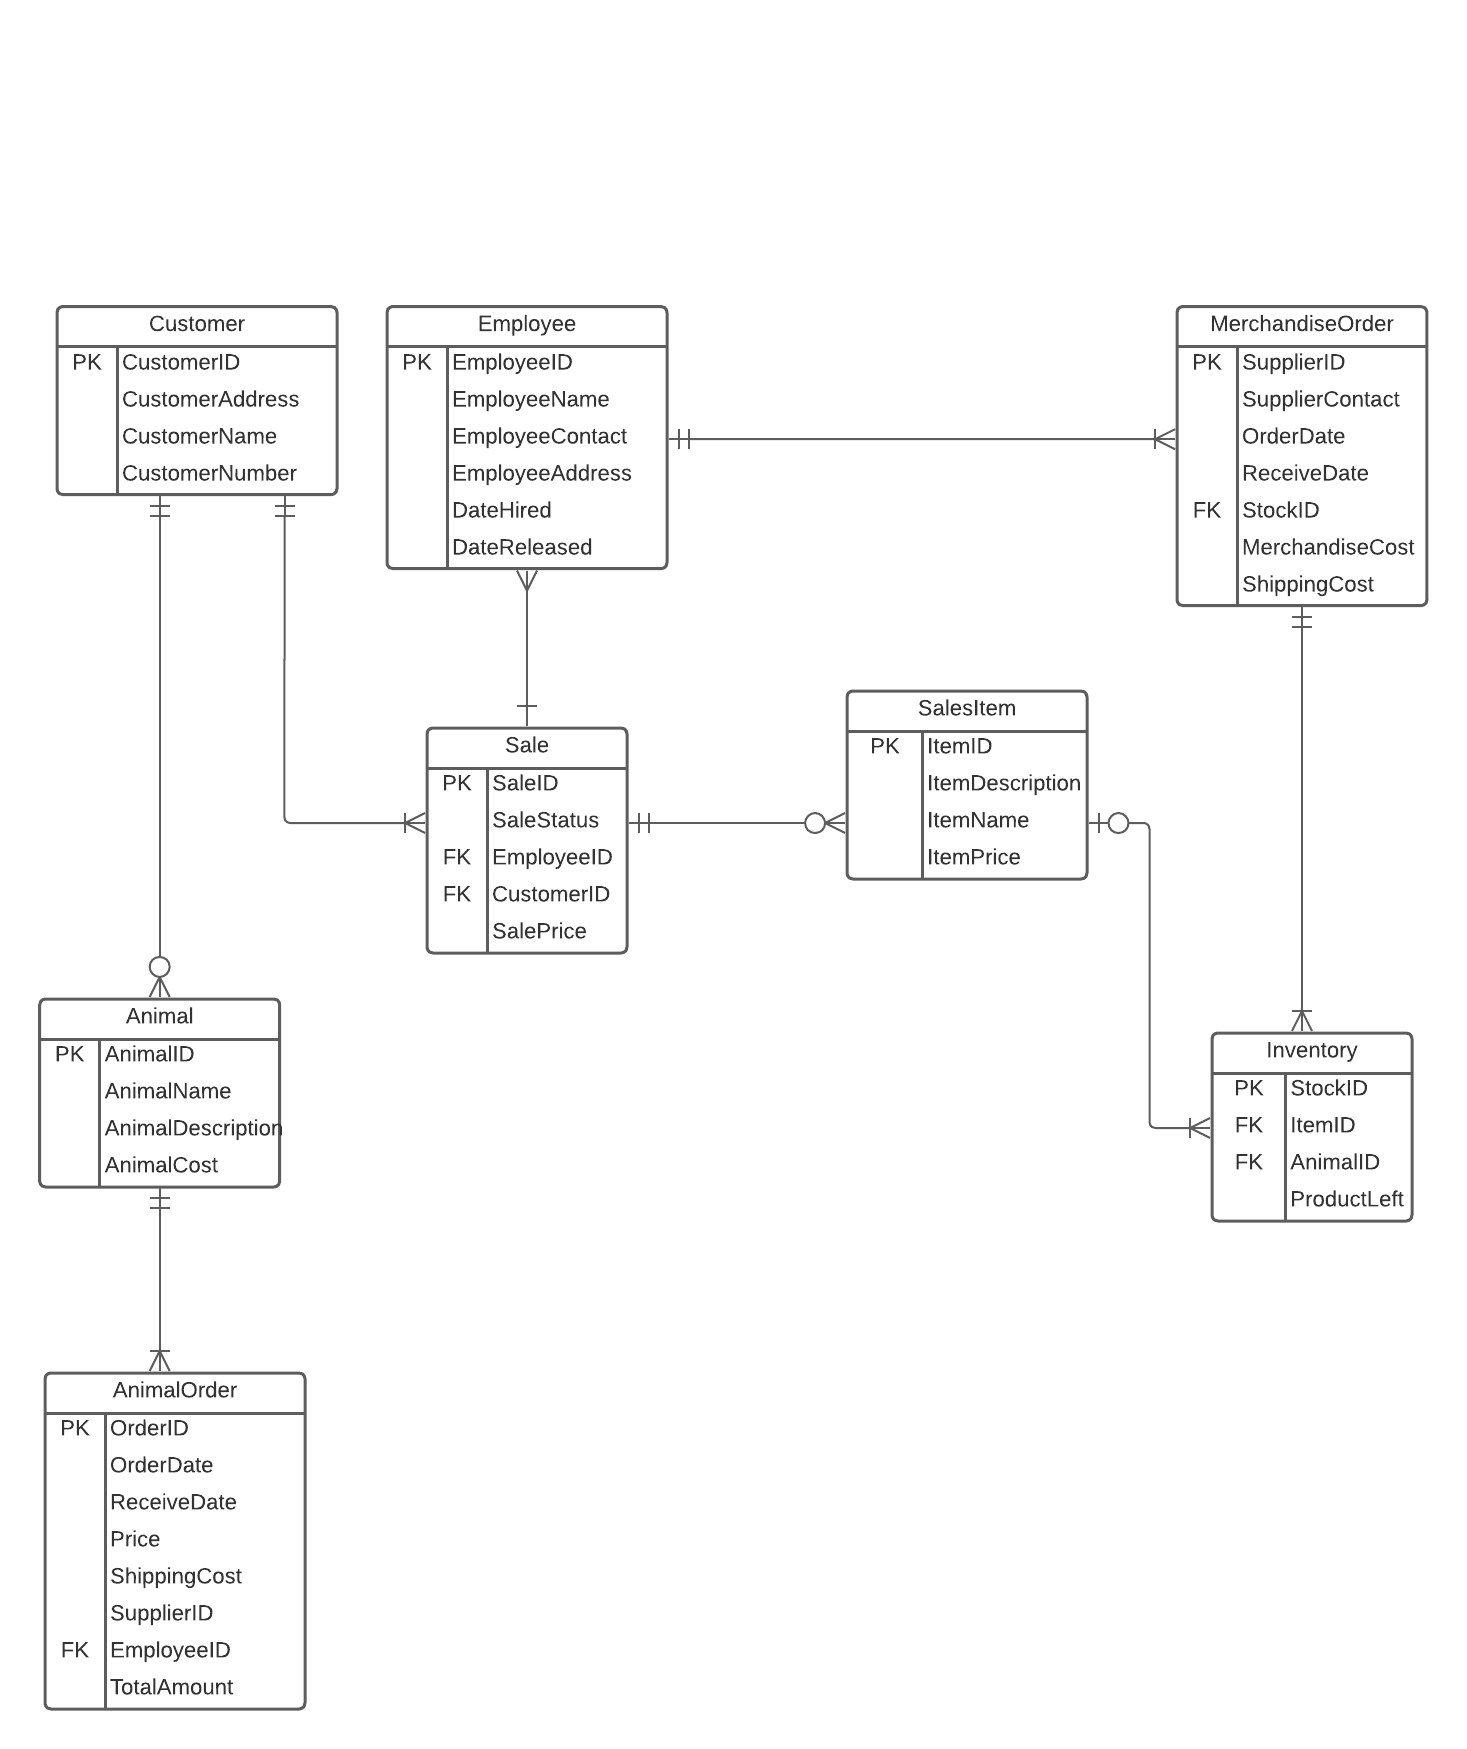 Customer
PK CustomerID
CustomerAddress
CustomerName
CustomerNumber
Employee
PK EmployeeID
EmployeeName
EmployeeContact
EmployeeAddress
DateHired
DateReleased
MerchandiseOrder
PK SupplierID
SupplierContact
OrderDate
ReceiveDate
FK StockID
MerchandiseCost
ShippingCost
Sale
PK SaleID
SaleStatus
FK EmployeeID
FK CustomerID
SalePrice
SalesItem
PK ItemID
ItemDescription
ItemName
ItemPrice
Animal
PK AnimalID
AnimalName
AnimalDescription
AnimalCost
Inventory
PK StockID
FK ItemID
FK AnimalID
ProductLeft
AnimalOrder
PK OrderID
OrderDate
ReceiveDate
Price
ShippingCost
SupplierID
FK EmployeeID
TotalAmount